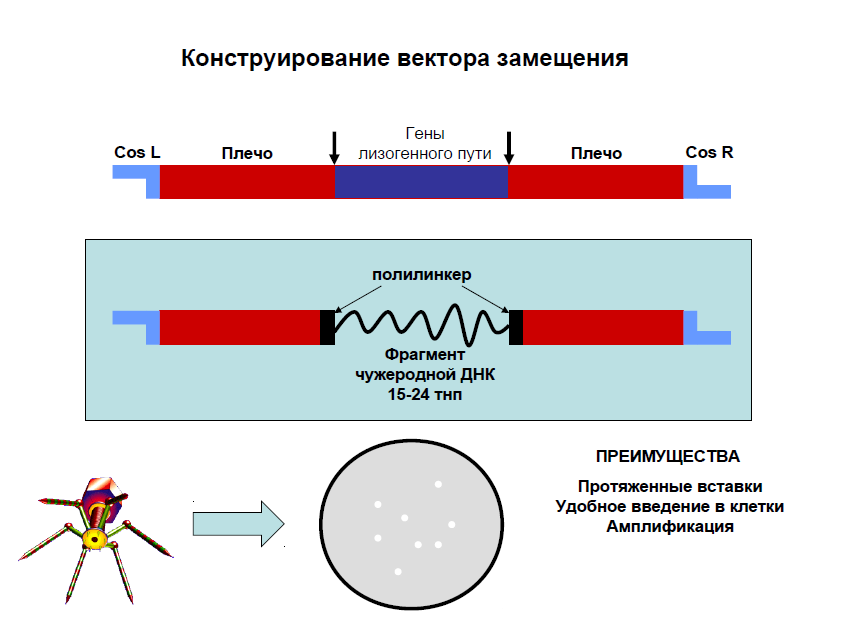 Конструирование вектора замещения
Гены
Cos L
Плечо
лизогенного пути
Плечо
Cos R
полилинкер
Фрагмент
чужеродной ДНК
15-24 тнп
ПРЕИМУЩЕСТВА
Протяженные вставки
Удобное введение в клетки
Амплификация